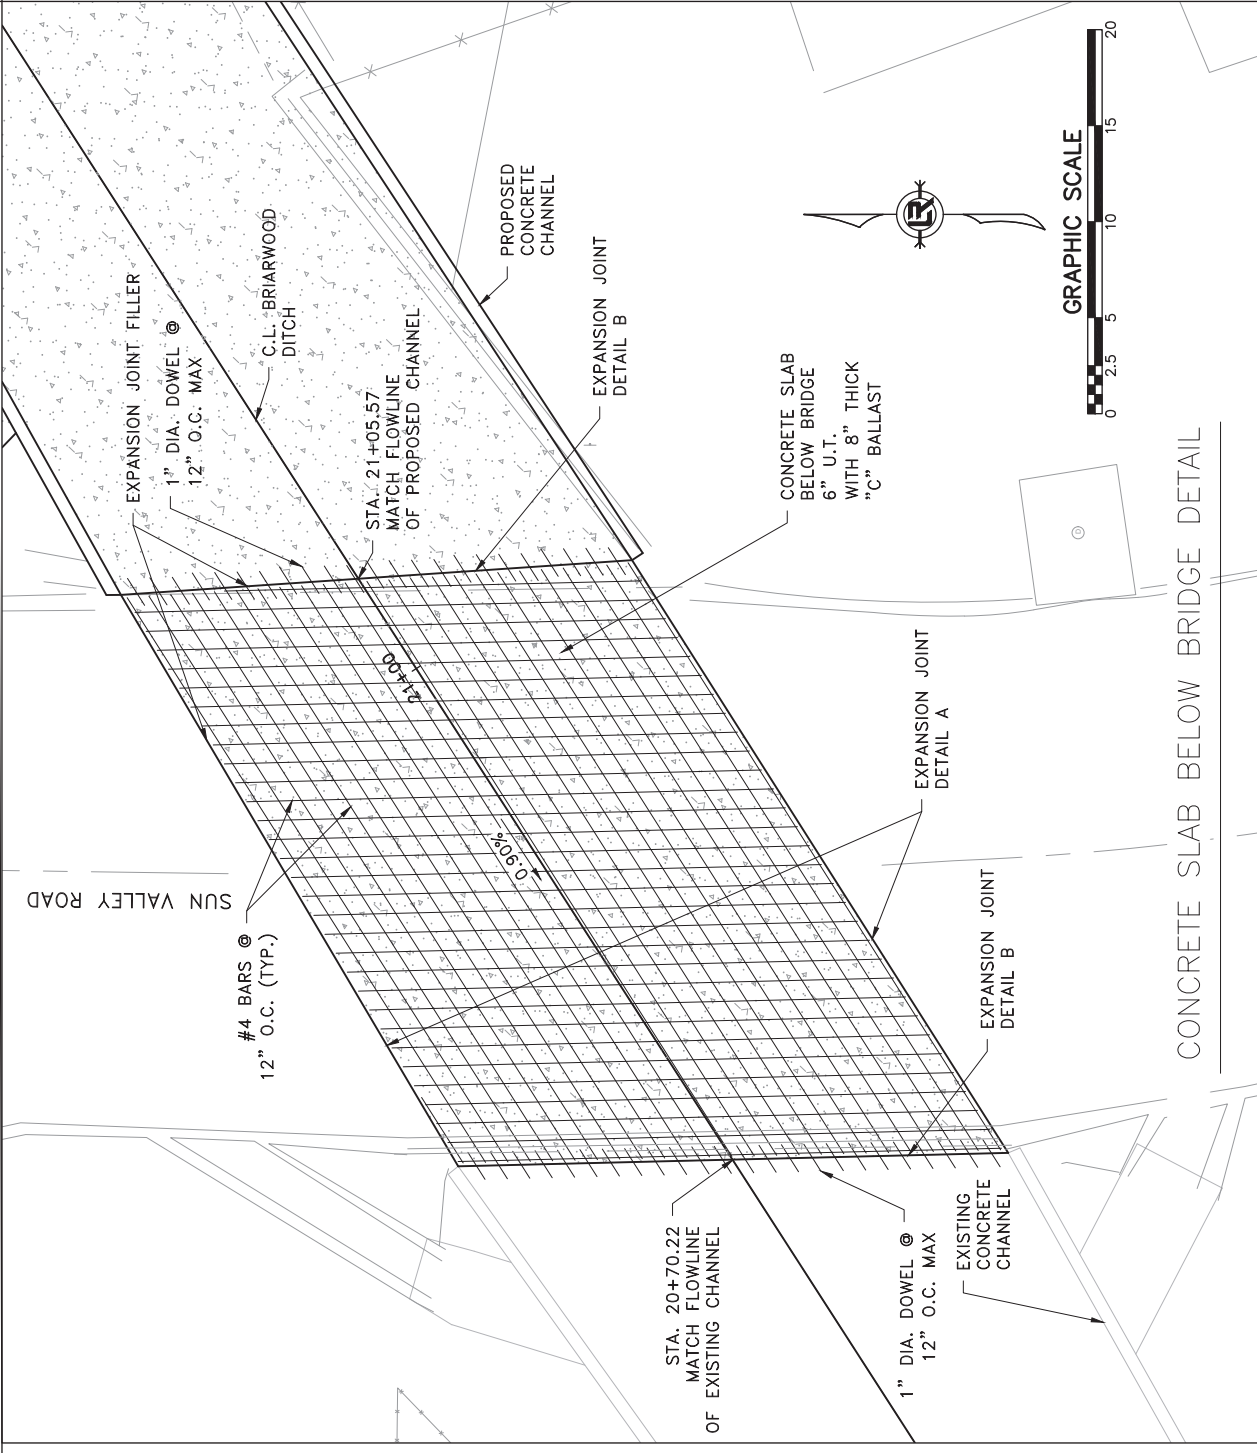 EXPANSION JOINT FILLER
1" DIA. DOWEL @
12" O.C. MAX
C.L. BRIARWOOD
DITCH
STA. 21+05.57
MATCH FLOWLINE
OF PROPOSED CHANNEL
PROPOSED
CONCRETE
CHANNEL
EXPANSION JOINT
DETAIL B
CONCRETE SLAB
BELOW BRIDGE
6" U.T.
WITH 8" THICK
"C" BALLAST
LR
GRAPHIC SCALE
0
2.5
5
10
15
20
21+00
0.90%
SUN VALLEY ROAD
#4 BARS @
12" O.C. (TYP.)
EXPANSION JOINT
DETAIL A
EXPANSION JOINT
DETAIL B
STA. 20+70.22
MATCH FLOWLINE
OF EXISTING CHANNEL
1" DIA. DOWEL @
12" O.C. MAX
EXISTING
CONCRETE
CHANNEL
CONCRETE SLAB BELOW BRIDGE DETAIL